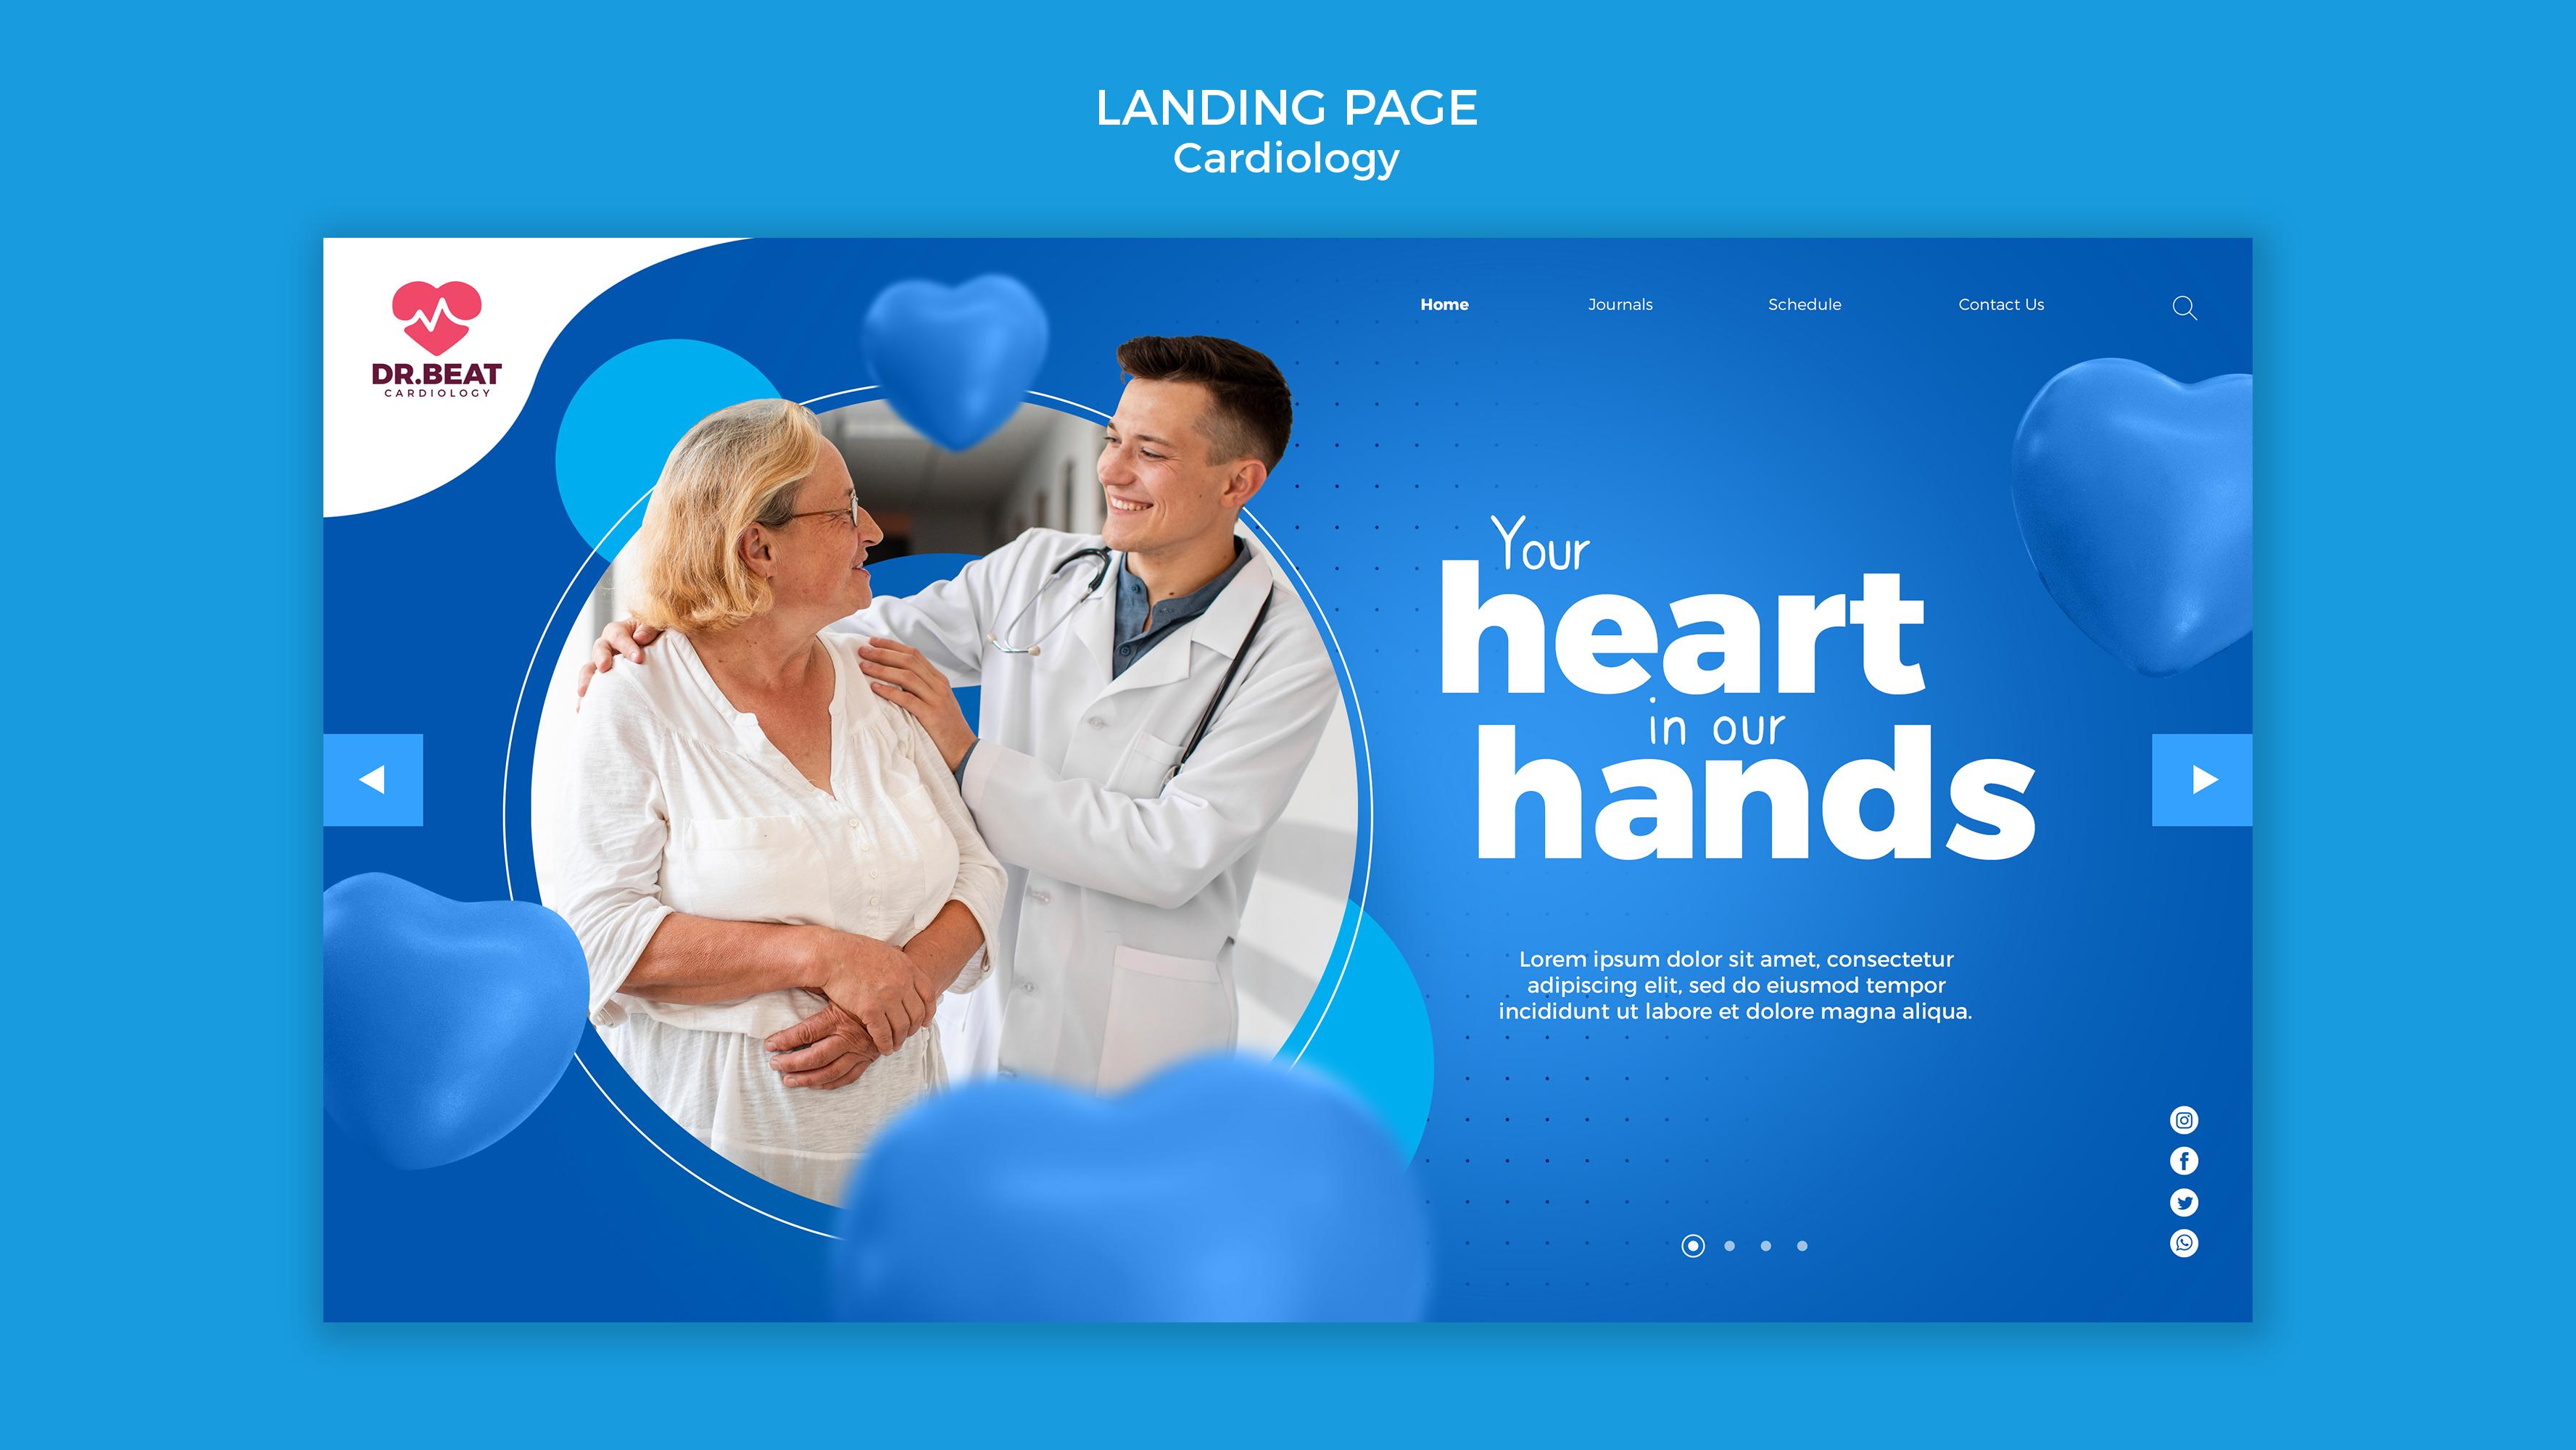 LANDING PAGE
Cardiology
DR.BEAT
CARDIOLOGY
Home
Journals
Schedule
Contact Us
Your
heart
in our
hands
Lorem ipsum dolor sit amet, consectetur
adipiscing elit, sed do eiusmod tempor
incididunt ut labore et dolore magna aliqua.